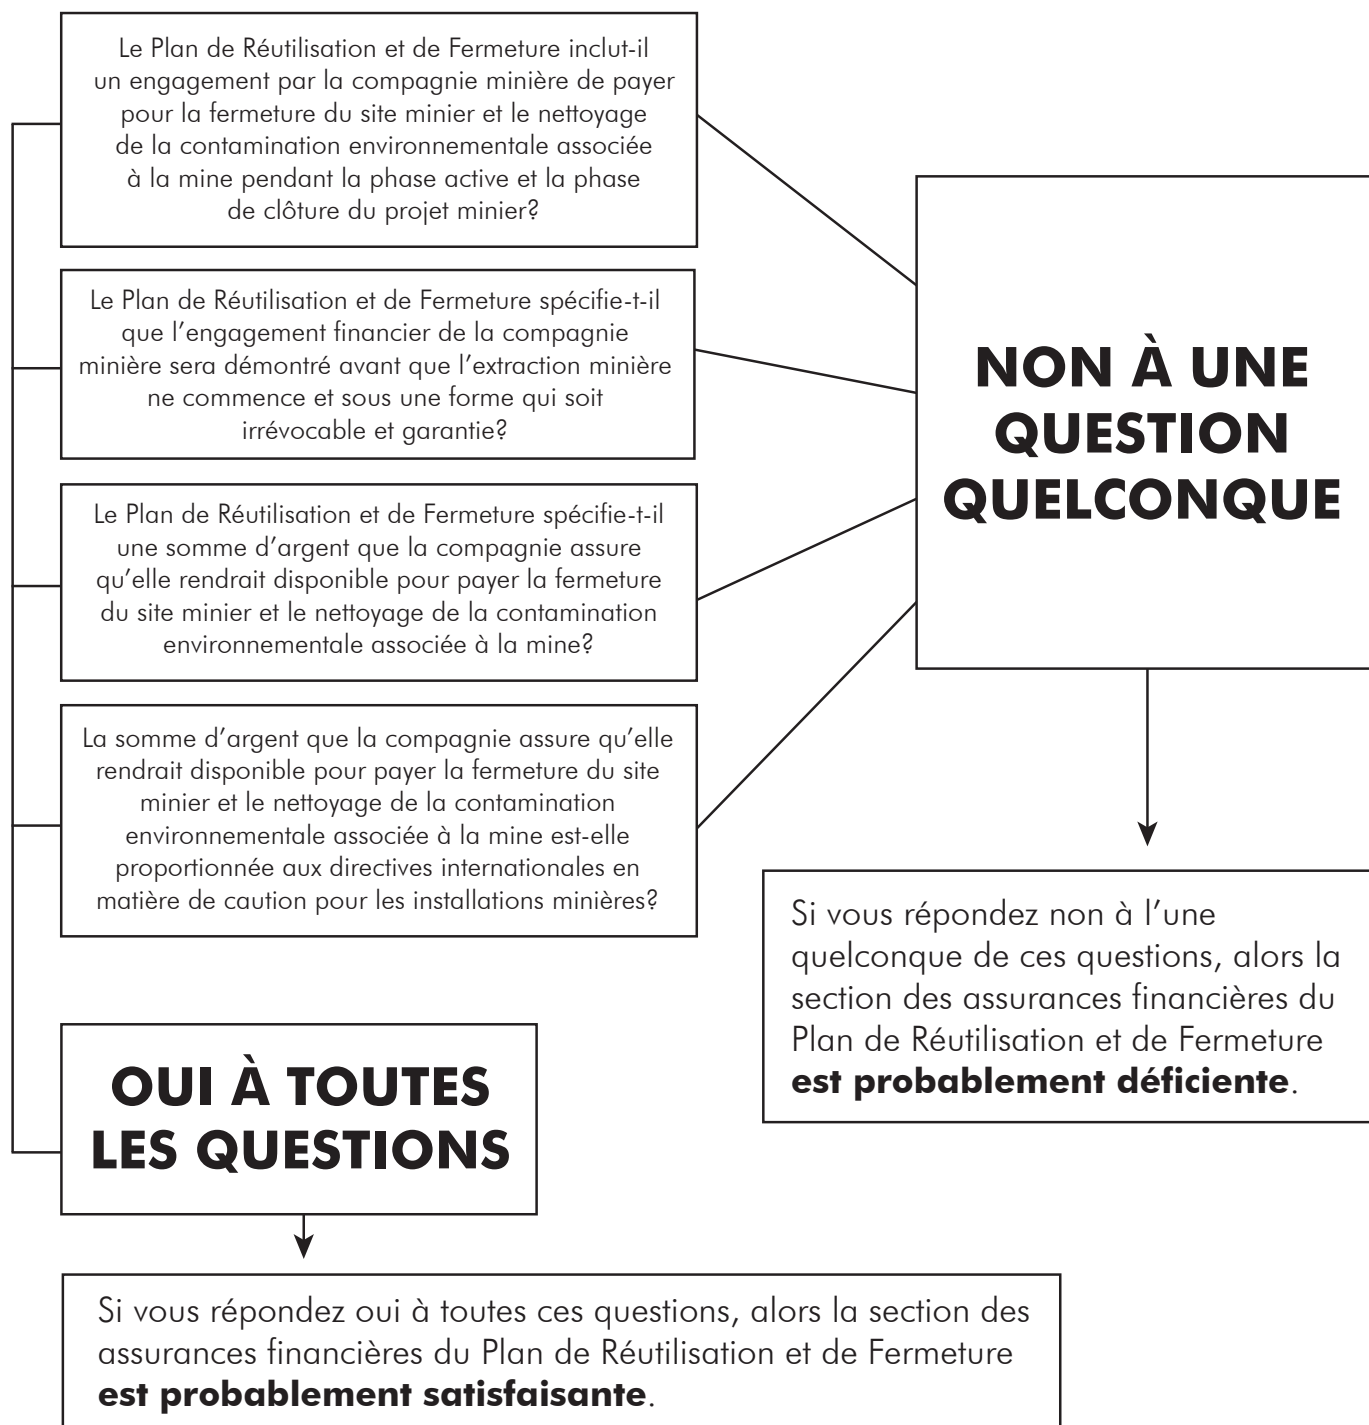 Le Plan de Réutilisation et de Fermeture inclut-il
un engagement par la compagnie minière de payer
pour la fermeture du site minier et le nettoyage
de la contamination environnementale associée
à la mine pendant la phase active et la phase
de clôture du projet minier?
Le Plan de Réutilisation et de Fermeture spécifie-t-il
que l'engagement financier de la compagnie
minière sera démontré avant que l'extraction minière
ne commence et sous une forme qui soit
irrévocable et garantie?
Le Plan de Réutilisation et de Fermeture spécifie-t-il
une somme d'argent que la compagnie assure
qu'elle rendrait disponible pour payer la fermeture
du site minier et le nettoyage de la contamination
environnementale associée à la mine?
La somme d'argent que la compagnie assure qu'elle
rendrait disponible pour payer la fermeture du site
minier et le nettoyage de la contamination
environnementale associée à la mine est-elle
proportionnée aux directives internationales en
matière de caution pour les installations minières?
NON À UNE
QUESTION
QUELCONQUE
Si vous répondez non à l'une
quelconque de ces questions, alors la
section des assurances financières du
Plan de Réutilisation et de Fermeture
est probablement déficiente.
OUI À TOUTES
LES QUESTIONS
Si vous répondez oui à toutes ces questions, alors la section des
assurances financières du Plan de Réutilisation et de Fermeture
est probablement satisfaisante.